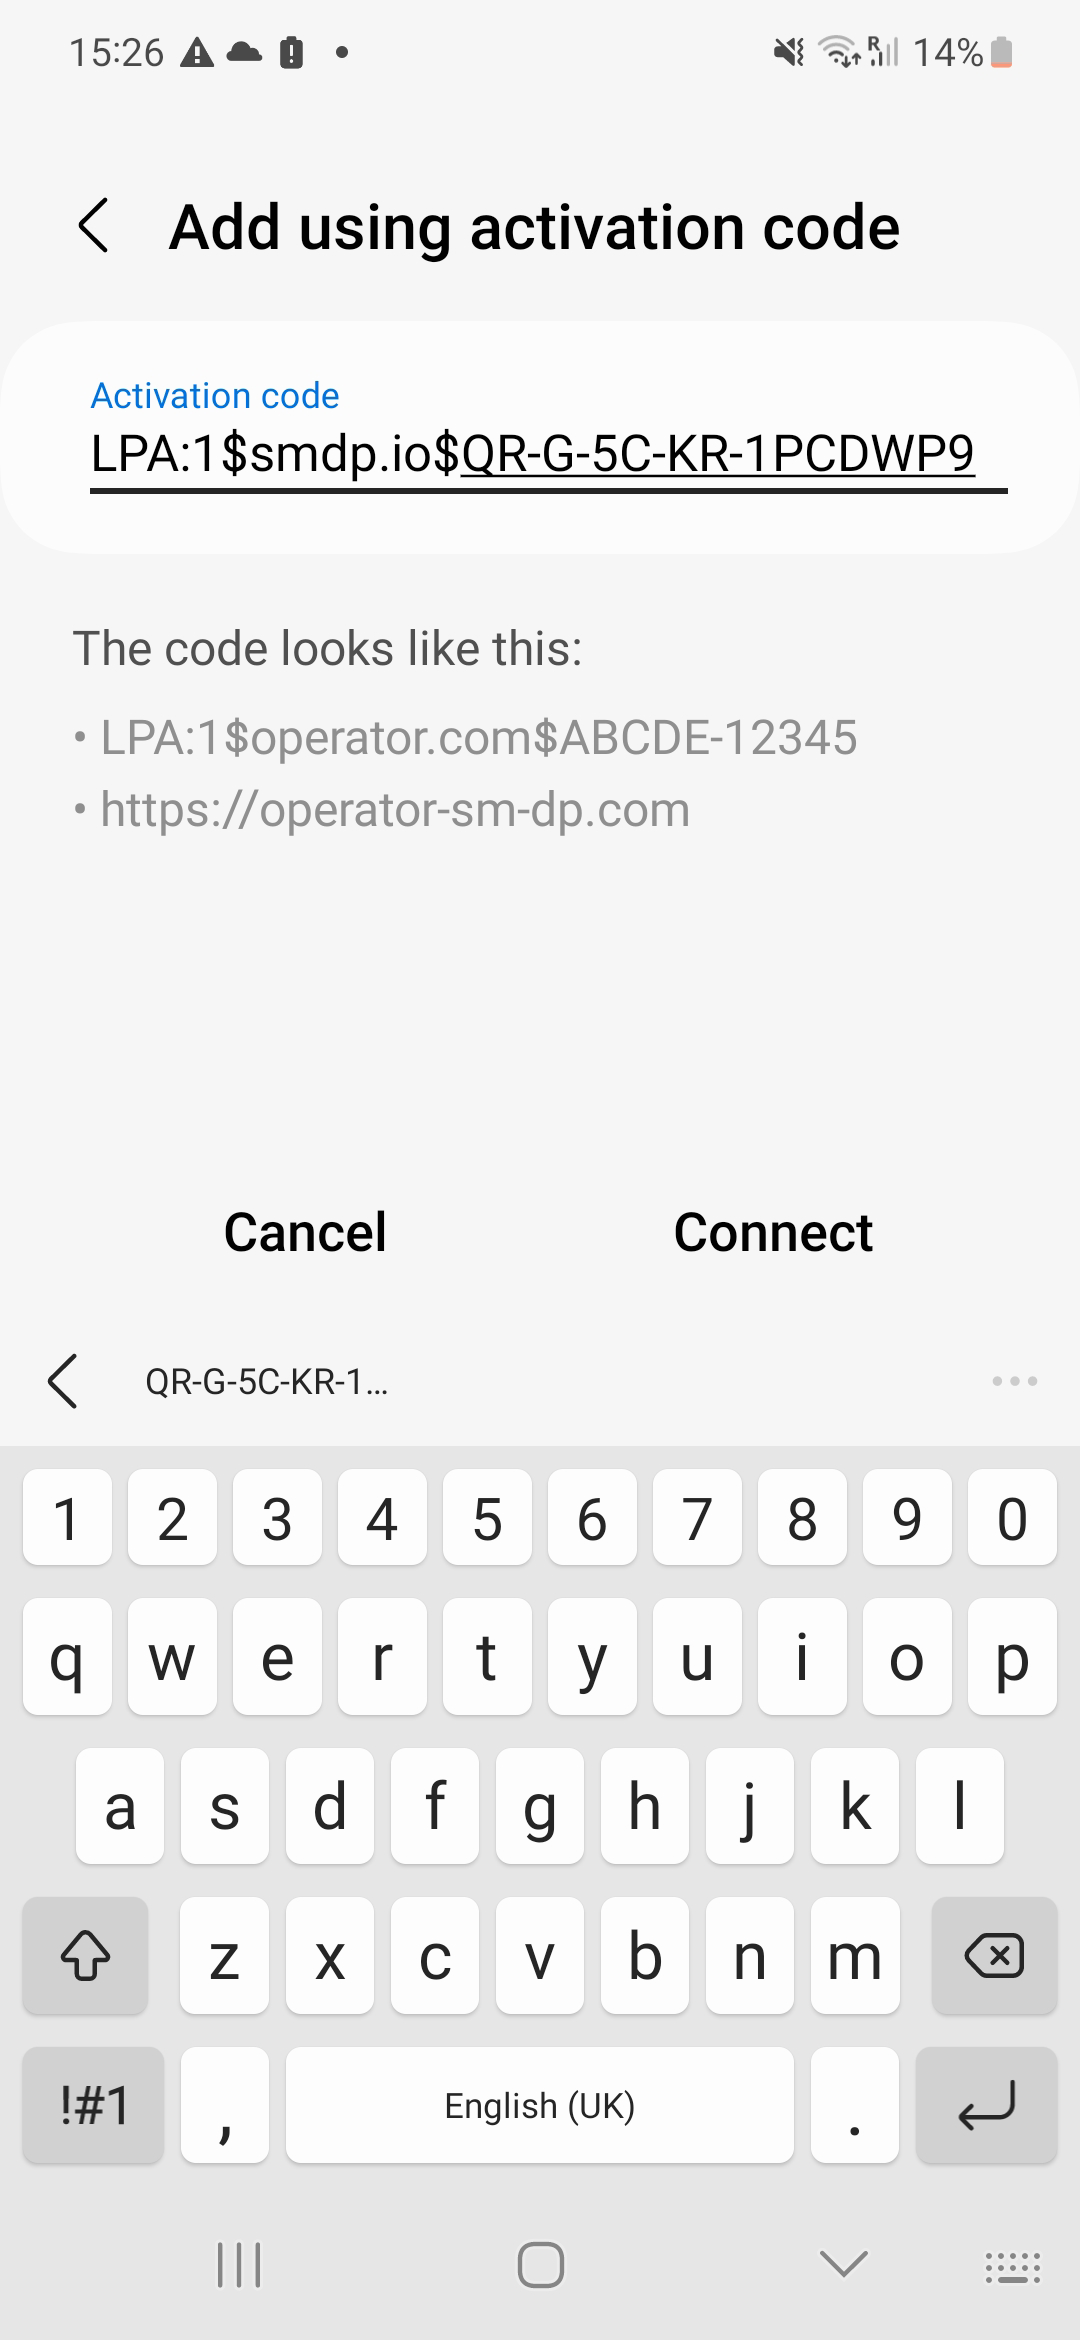 15:26
R
14%
Add using activation code
Activation code
LPA:1$smdp.io$QR-G-5C-KR-1PCDWP9
The code looks like this:
• LPA:1$operator.com$ABCDE-12345
• https://operator-sm-dp.com
Cancel Connect
QR-G-5C-KR-1...
1 2 3 4 5 6 7 8 9 0
q w e r t y u i o p
a s d f g h j k l
z x c v b n m
!#1 , English (UK) .